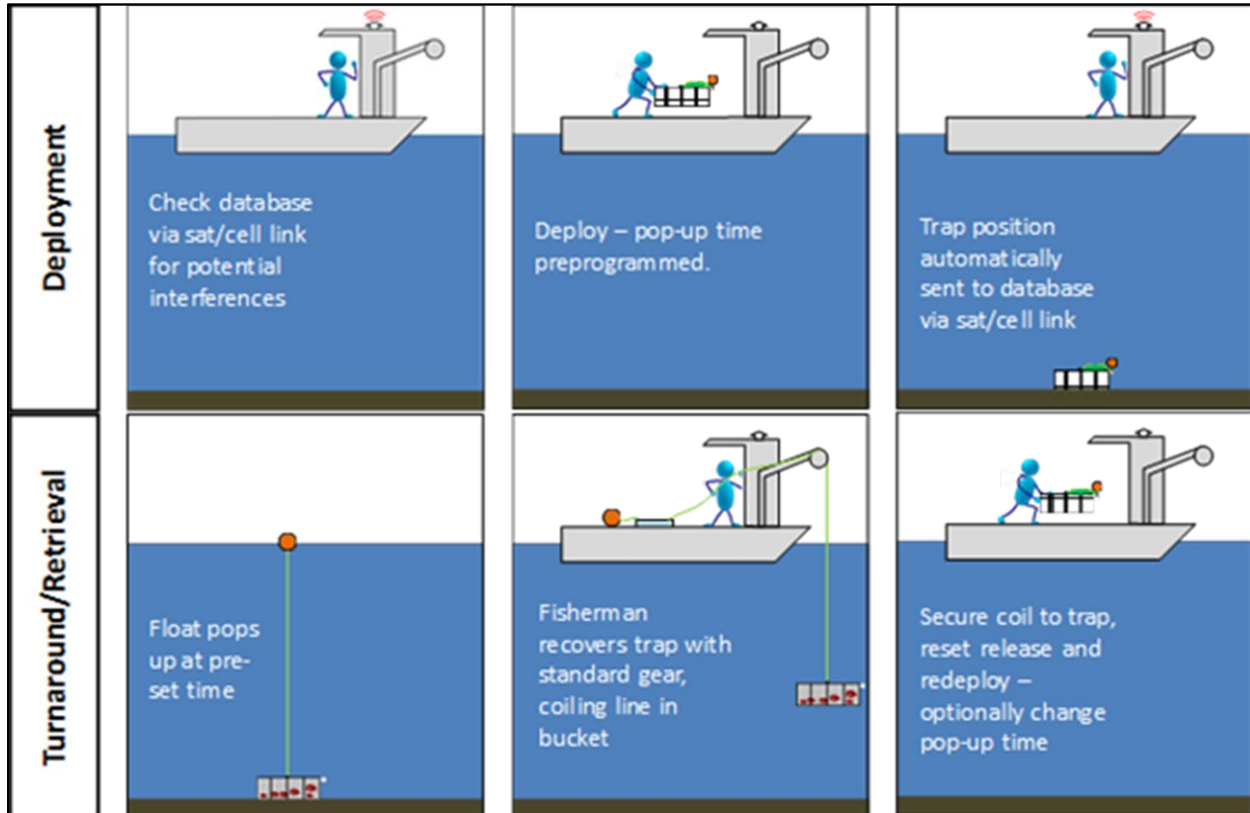 Deployment
Check database
via sat/cell link
for potential
interferences
Deploy – pop-up time
preprogrammed.
Trap position
automatically
sent to database
via sat/cell link
Turnaround/Retrieval
Float pops
up at pre-
set time
Fisherman
recovers trap with
standard gear,
coiling line in
bucket
Secure coil to trap,
reset release and
redeploy –
optionally change
pop-up time